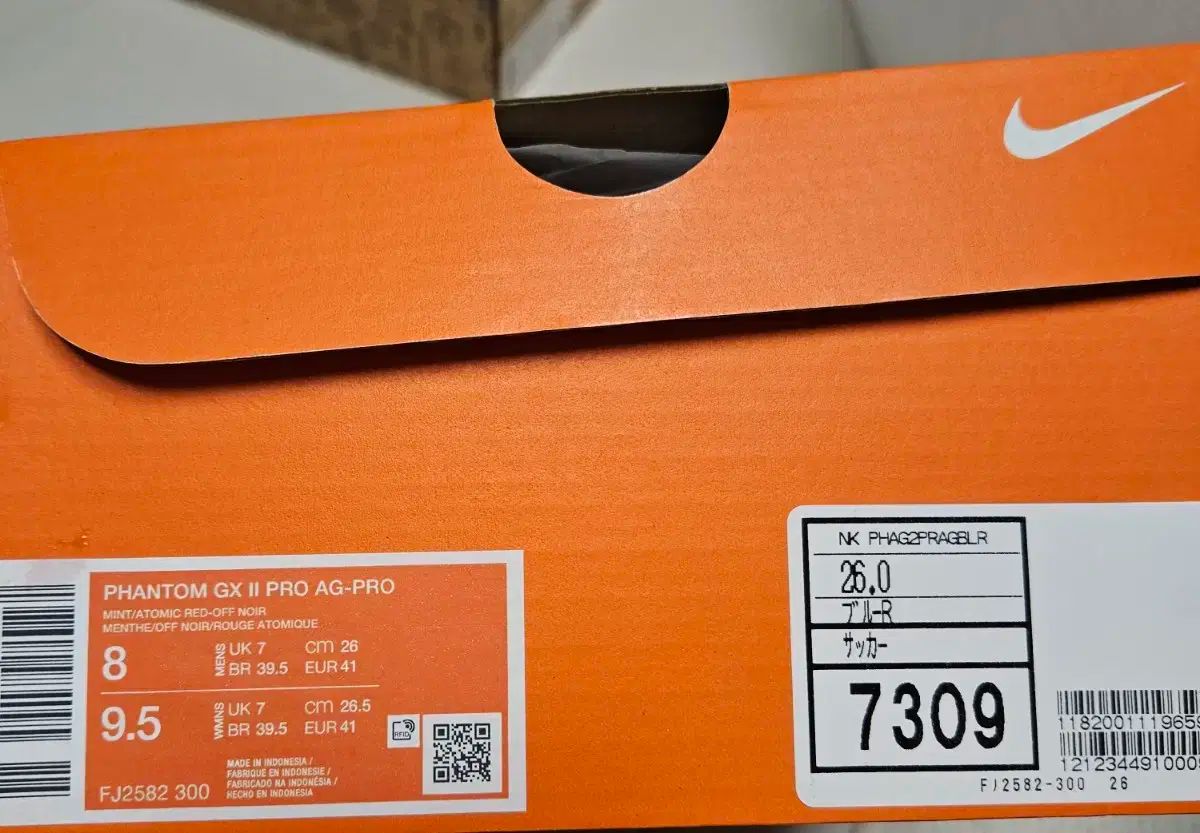 PHANTOM GX II PRO AG-PRO
MINT/ATOMIC RED-OFF NOIR
MENTHE/OFF NOIR/ROUGE ATOMIQUE
8 MENS UK 7 CM 26
BR 39.5 EUR 41
9.5 WMNS UK 7 CM 26.5
BR 39.5 EUR 41
RFID
MADE IN INDONESIA /
FABRIQUE EN INDONESIE /
FABRICADO NA INDONÉSIA /
HECHO EN INDONESIA
FJ2582 300
NK PHAG2PRAGBLR
26.0
ブルーR
サッカー
7309
FJ2582-300 26